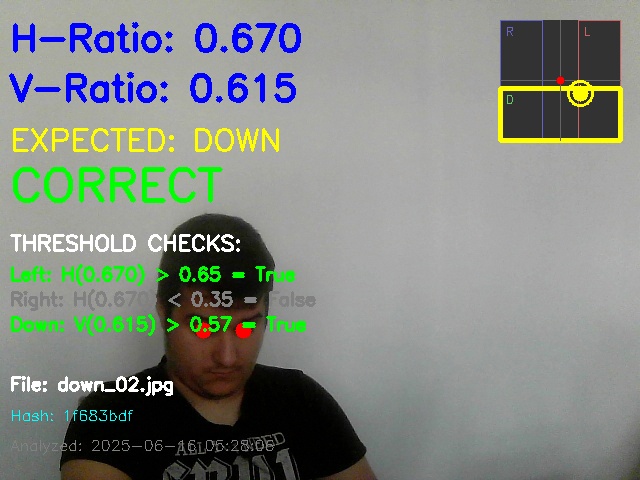 H-Ratio: 0.670
V-Ratio: 0.615
EXPECTED: DOWN
CORRECT
THRESHOLD CHECKS:
Left: H(0.670) > 0.65 = True
Right: H(0.670) < 0.35 = False
Down: V(0.615) > 0.57 = True
File: down_02.jpg
Hash: 1f683bdf
Analyzed: 2025-06-16 05:28:06
R L
D